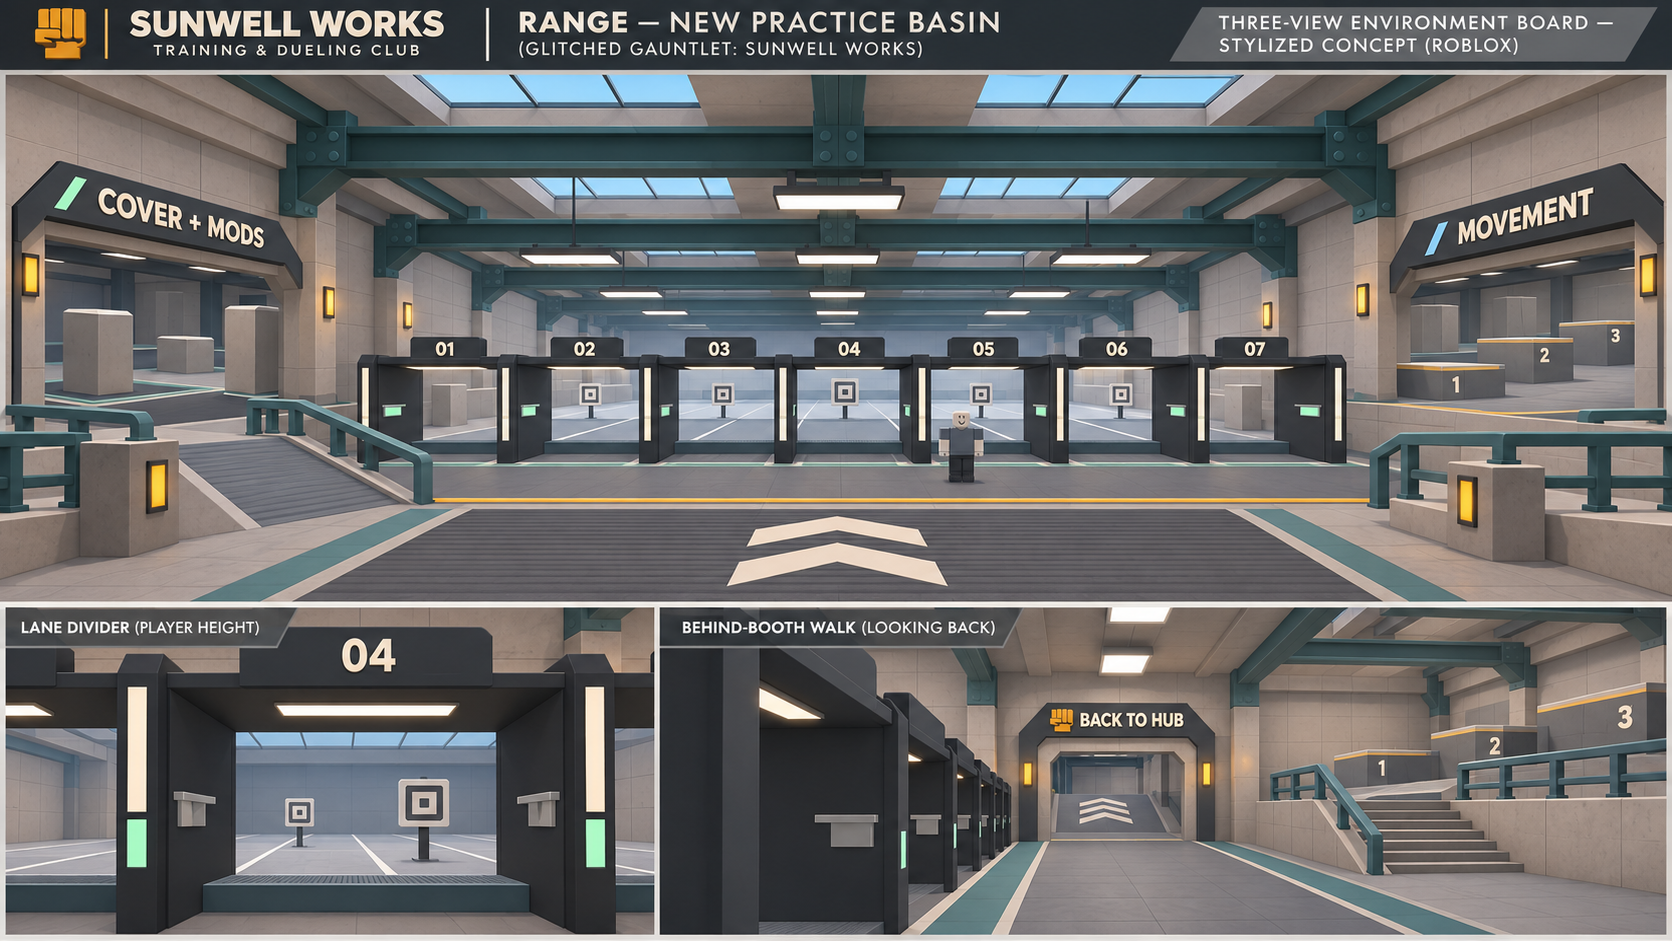 SUNWELL WORKS
TRAINING & DUELING CLUB
RANGE — NEW PRACTICE BASIN
(GLITCHED GAUNTLET: SUNWELL WORKS)
THREE-VIEW ENVIRONMENT BOARD —
STYLIZED CONCEPT (ROBLOX)
COVER + MODS
MOVEMENT
01
02
03
04
05
06
07
1
2
3
LANE DIVIDER (PLAYER HEIGHT)
04
BEHIND-BOOTH WALK (LOOKING BACK)
BACK TO HUB
1
2
3